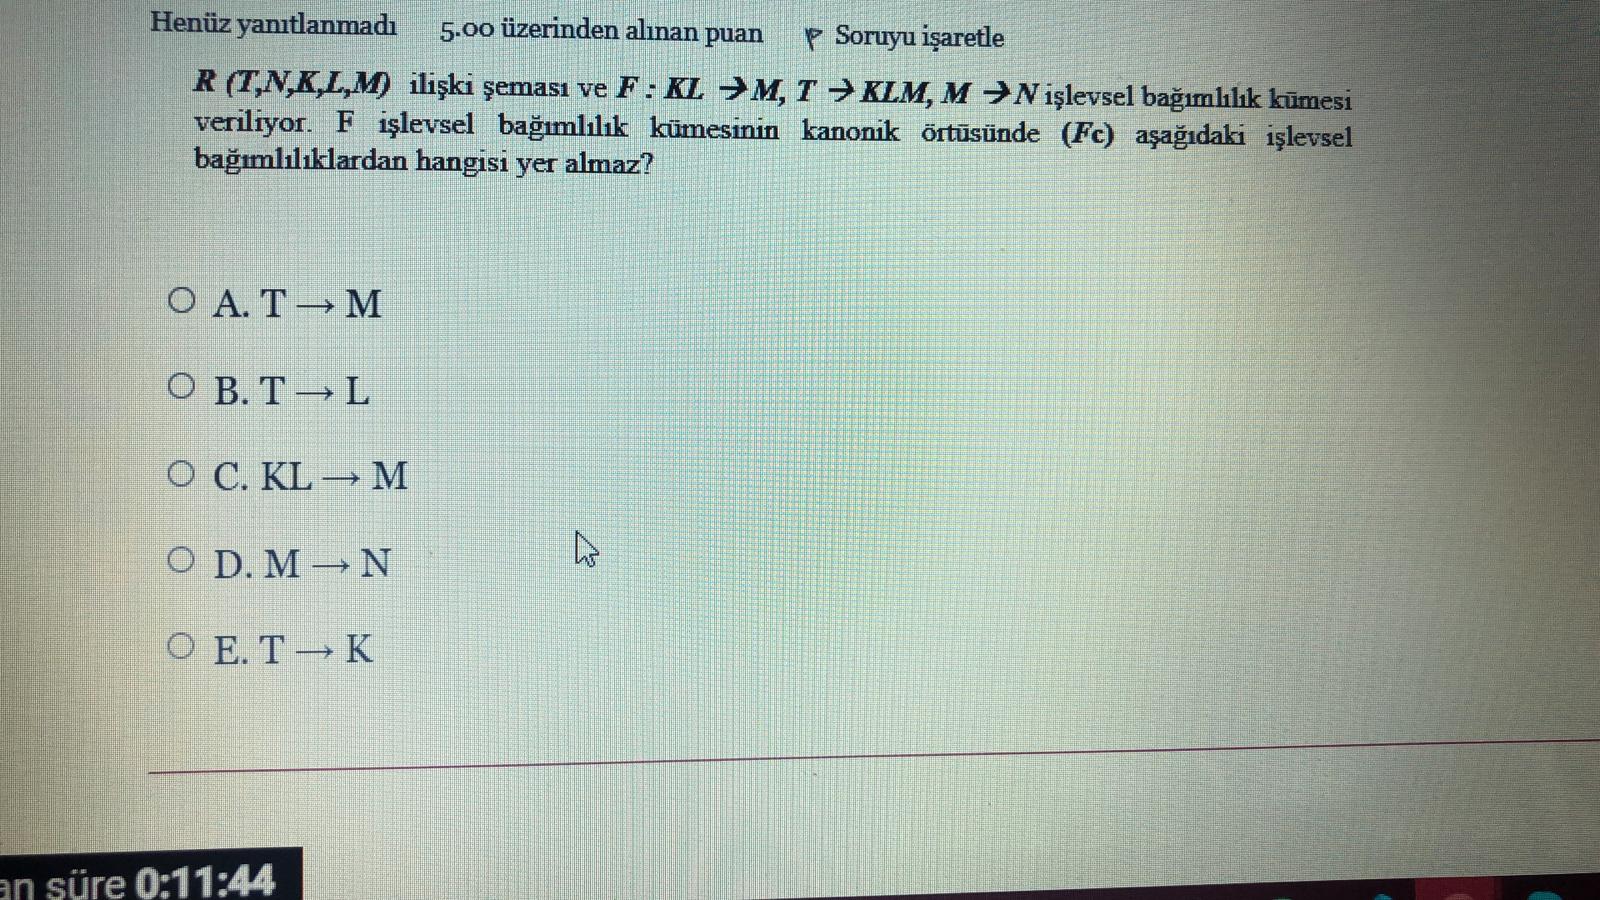 Henüz yanıtlanmadı 5.00 üzerinden alınan puan Soruyu işaretle
R (T,N,K,L,M) ilişki şeması ve F : KL → M, T → KLM, M → N işlevsel bağımlılık kümesi
veriliyor. F işlevsel bağımlılık kümesinin kanonik örtüsünde (Fc) aşağıdaki işlevsel
bağımlılıklardan hangisi yer almaz?
A. T → M
B. T → L
C. KL → M
D. M → N
E. T → K
an süre 0:11:44